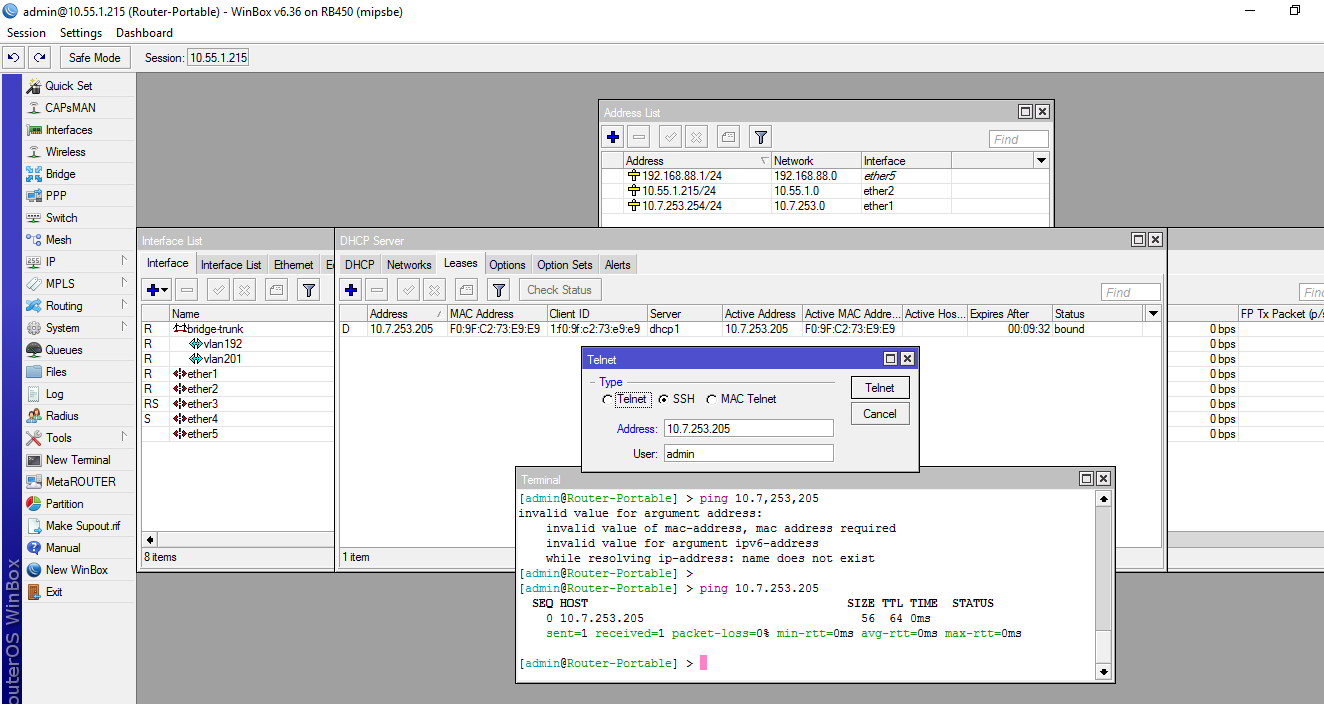 admin@10.55.1.215 (Router-Portable) - WinBox v6.36 on RB450 (mipsbe)
Session Settings Dashboard
Safe Mode Session: 10.55.1.215
Quick Set
CAPsMAN
Interfaces
Wireless
Bridge
PPP
Switch
Mesh
IP
MPLS
Routing
System
Queues
Files
Log
Radius
Tools
New Terminal
MetaROUTER
Partition
Make Supout.rif
Manual
New WinBox
Exit
outerOS WinBox
Address List
Find
Address Network Interface
192.168.88.1/24 192.168.88.0 ether5
10.55.1.215/24 10.55.1.0 ether2
10.7.253.254/24 10.7.253.0 ether1
Interface List
Interface Interface List Ethernet
Name
R bridge-trunk
R vlan192
R vlan201
R ether1
R ether2
RS ether3
S ether4
R ether5
8 items
DHCP Server
DHCP Networks Leases Options Option Sets Alerts
Check Status Find
Address MAC Address Client ID Server Active Address Active MAC Addre... Active Hos... Expires After Status
D 10.7.253.205 F0:9F:C2:73:E9:E9 1:f0:9f:c2:73:e9:e9 dhcp1 10.7.253.205 F0:9F:C2:73:E9:E9 00:09:32 bound
1 item
FP Tx Packet (p/s
0 bps
0 bps
0 bps
0 bps
0 bps
0 bps
0 bps
0 bps
Telnet
Type
Telnet SSH MAC Telnet
Address: 10.7.253.205
User: admin
Telnet
Cancel
Terminal
[admin@Router-Portable] > ping 10.7,253,205
invalid value for argument address:
invalid value of mac-address, mac address required
invalid value for argument ipv6-address
while resolving ip-address: name does not exist
[admin@Router-Portable] >
[admin@Router-Portable] > ping 10.7.253.205
SEQ HOST SIZE TTL TIME STATUS
0 10.7.253.205 56 64 0ms
sent=1 received=1 packet-loss=0% min-rtt=0ms avg-rtt=0ms max-rtt=0ms
[admin@Router-Portable] >